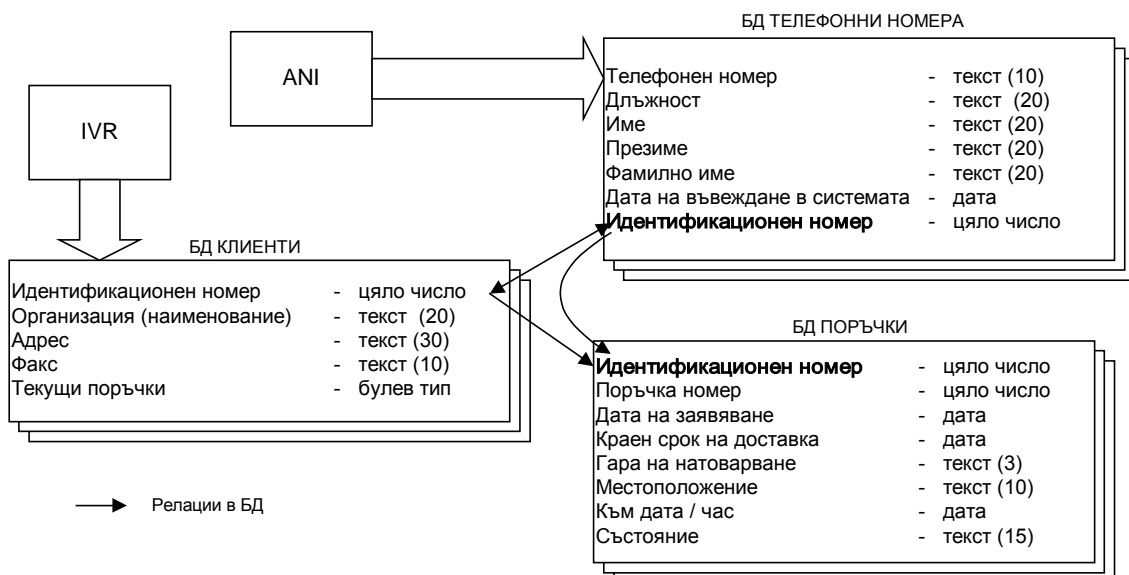 БД ТЕЛЕФОННИ НОМЕРА
ANI
IVR
Телефонен номер - текст (10)
Длъжност - текст (20)
Име - текст (20)
Презиме - текст (20)
Фамилно име - текст (20)
Дата на въвеждане в системата - дата
Идентификационен номер - цяло число
БД КЛИЕНТИ
Идентификационен номер - цяло число
Организация (наименование) - текст (20)
Адрес - текст (30)
Факс - текст (10)
Текущи поръчки - булев тип
БД ПОРЪЧКИ
Идентификационен номер - цяло число
Поръчка номер - цяло число
Дата на заявяване - дата
Краен срок на доставка - дата
Гара на натоварване - текст (3)
Местоположение - текст (10)
Към дата / час - дата
Състояние - текст (15)
Релации в БД